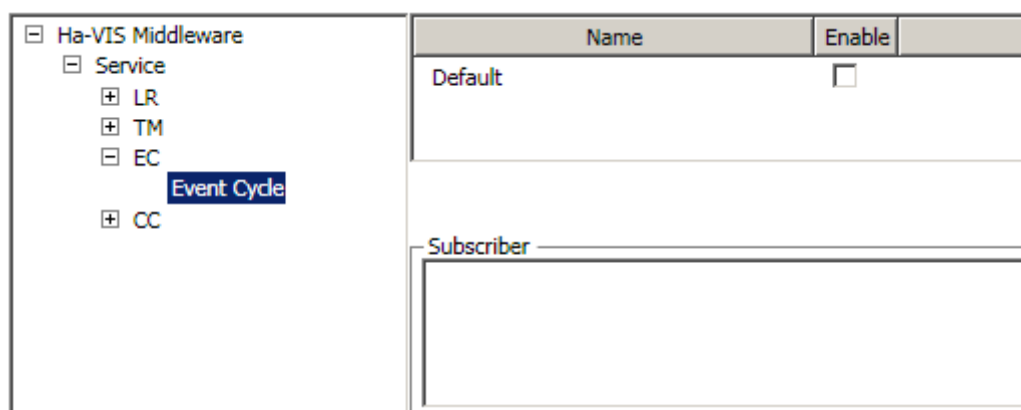 Ha-VIS Middleware
Service
LR
TM
EC
Event Cycle
CC
Name Enable
Default
Subscriber